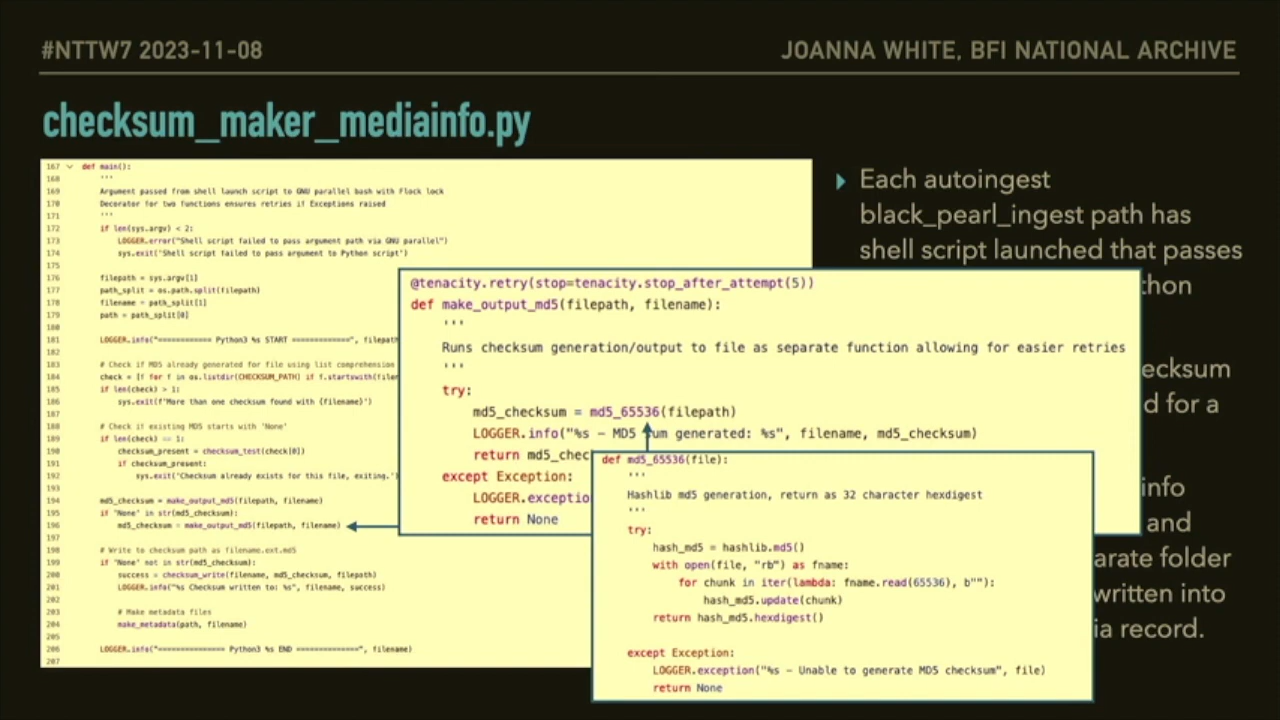 #NTTW7 2023-11-08
JOANNA WHITE, BFI NATIONAL ARCHIVE
checksum_maker_mediainfo.py
167 def main():
168 '''
169 Argument passed from shell launch script to GNU parallel bash with Flock lock
170 Decorator for two functions ensures retries if Exceptions raised
171 '''
172 if len(sys.argv) < 2:
173 LOGGER.error("Shell script failed to pass argument path via GNU parallel")
174 sys.exit('Shell script failed to pass argument to Python script')
175
176 filepath = sys.argv[1]
177 path_split = os.path.split(filepath)
178 filename = path_split[1]
179 path = path_split[0]
180
181 LOGGER.info("============ Python3 %s START =============", filepat
182
183 # Check if MD5 already generated for file using list comprehension
184 check = [f for f in os.listdir(CHECKSUM_PATH) if f.startswith(filen
185 if len(check) > 1:
186 sys.exit(f'More than one checksum found with {filename}')
187
188 # Check if existing MD5 starts with 'None'
189 if len(check) == 1:
190 checksum_present = checksum_test(check[0])
191 if checksum_present:
192 sys.exit('Checksum already exists for this file, exiting.')
193
194 md5_checksum = make_output_md5(filepath, filename)
195 if 'None' in str(md5_checksum):
196 md5_checksum = make_output_md5(filepath, filename)
197
198 # Write to checksum path as filename.ext.md5
199 if 'None' not in str(md5_checksum):
200 success = checksum_write(filename, md5_checksum, filepath)
201 LOGGER.info("%s Checksum written to: %s", filename, success)
202
203 # Make metadata files
204 make_metadata(path, filename)
205
206 LOGGER.info("=============== Python3 %s END ==============", filename)
207
@tenacity.retry(stop=tenacity.stop_after_attempt(5))
def make_output_md5(filepath, filename):
'''
Runs checksum generation/output to file as separate function allowing for easier retries
'''
try:
md5_checksum = md5_65536(filepath)
LOGGER.info("%s – MD5 sum generated: %s", filename, md5_checksum)
return md5_chec
except Exception:
LOGGER.exceptio
return None
def md5_65536(file):
'''
Hashlib md5 generation, return as 32 character hexdigest
'''
try:
hash_md5 = hashlib.md5()
with open(file, "rb") as fname:
for chunk in iter(lambda: fname.read(65536), b""):
hash_md5.update(chunk)
return hash_md5.hexdigest()
except Exception:
LOGGER.exception("%s – Unable to generate MD5 checksum", file)
return None
Each autoingest
black_pearl_ingest path has
shell script launched that passes
thon
ecksum
d for a
info
and
arate folder
written into
ia record.